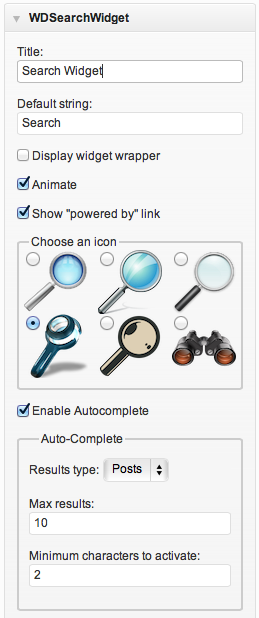 WDSearchWidget
Title:
Search Widget
Default string:
Search
Display widget wrapper
Animate
Show "powered by" link
Choose an icon
Enable Autocomplete
Auto-Complete
Results type: Posts
Max results:
10
Minimum characters to activate:
2